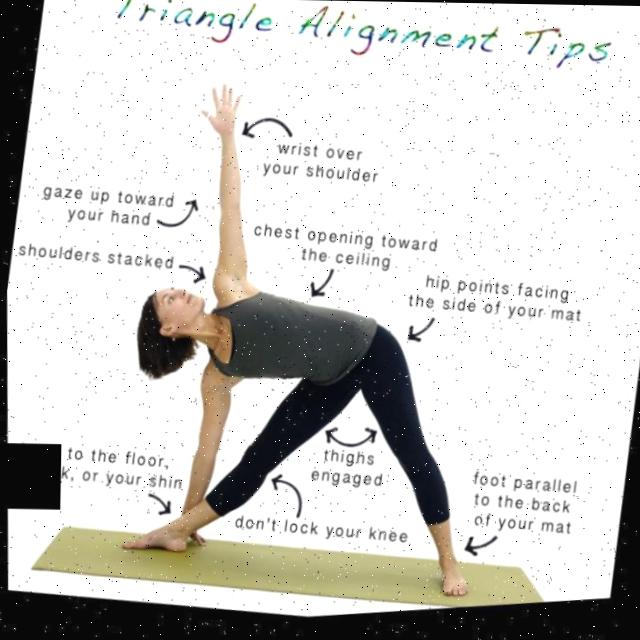 Triangle Alignment Tips
wrist over
your shoulder
gaze up toward
your hand
chest opening toward
the ceiling
shoulders stacked
hip points facing
the side of your mat
to the floor,
or your shin
thighs
engaged
foot parallel
to the back
of your mat
don't lock your knee